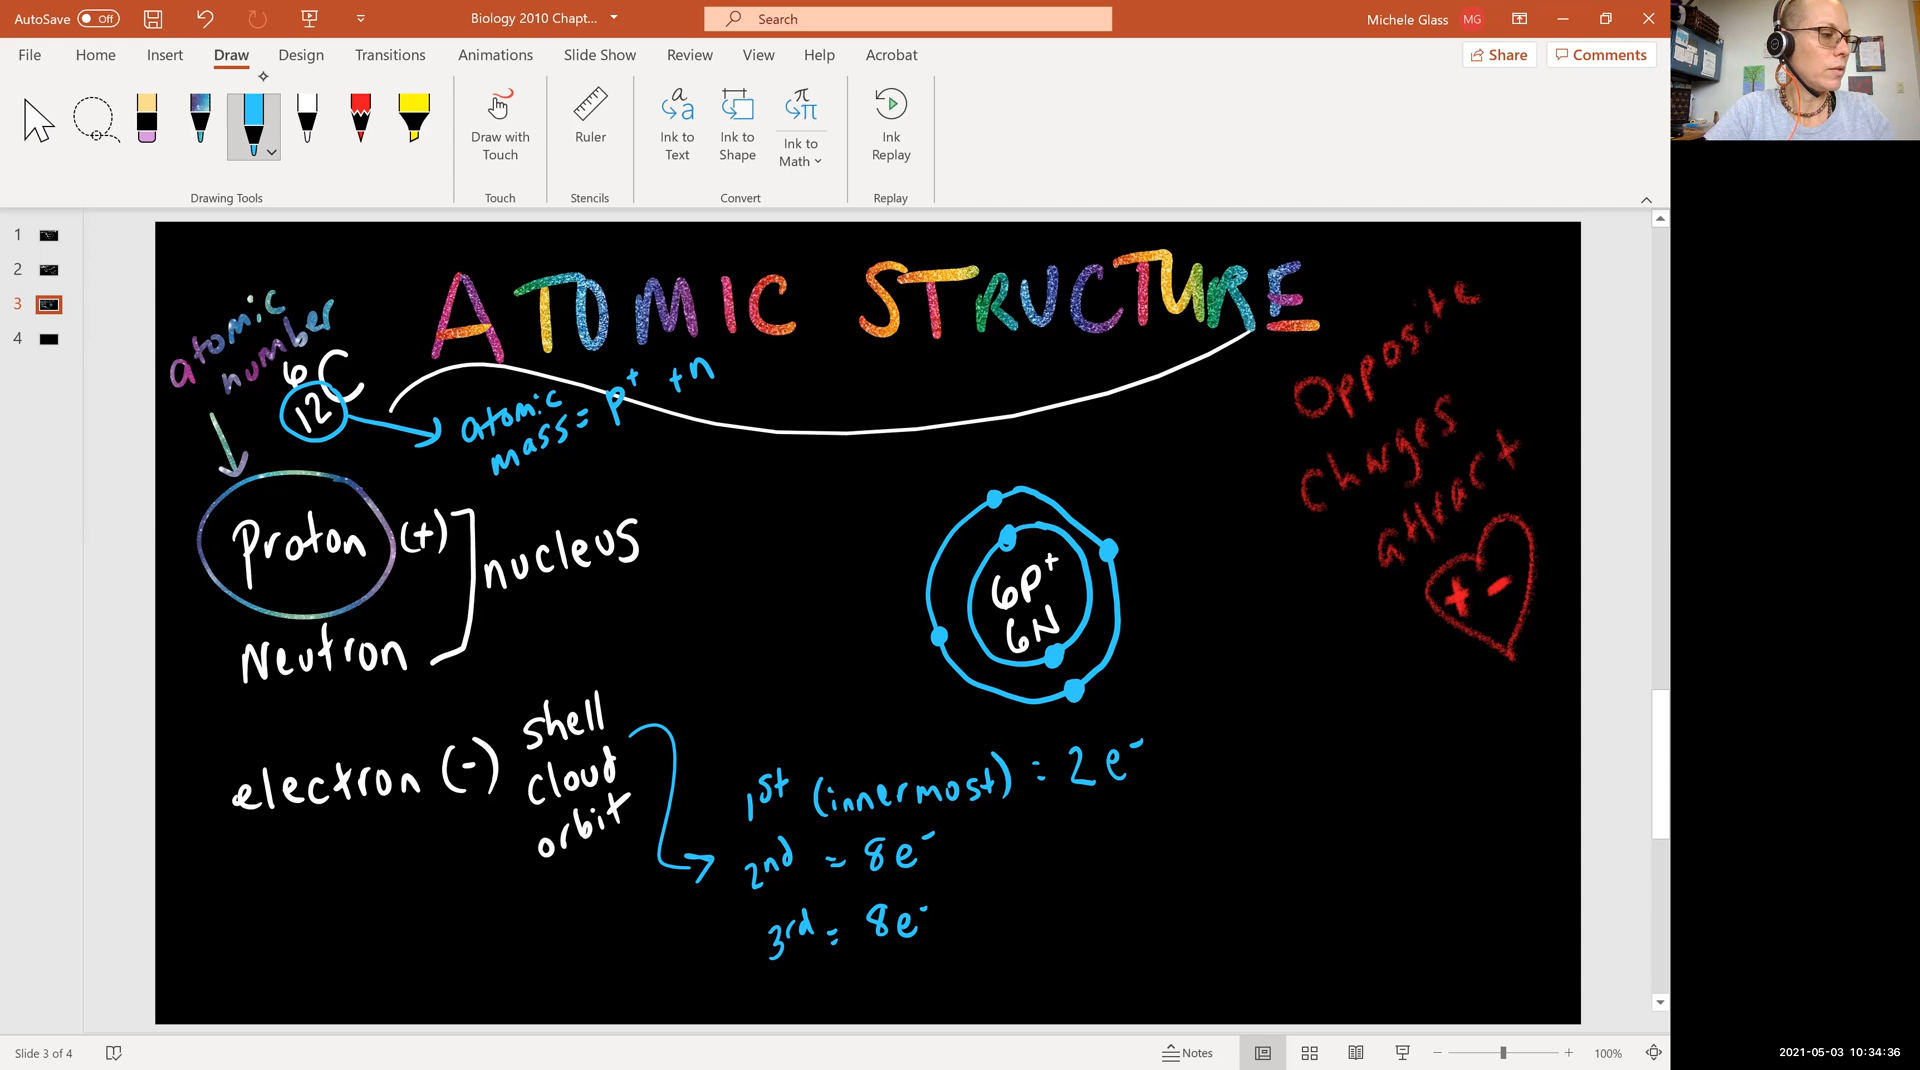 AutoSave Off
Biology 2010 Chapt...
Search
Michele Glass MG
File Home Insert Draw Design Transitions Animations Slide Show Review View Help Acrobat
Share Comments
Draw with Touch
Ruler
Ink to Text
Ink to Shape
Ink to Math
Ink Replay
Drawing Tools Touch Stencils Convert Replay
1
2
3
4
ATOMIC STRUCTURE
atomic
number
6 C
12
atomic
mass = p+ + n
Opposite
charges
attract
+ -
Proton (+)
nucleus
Neutron
6P+
6N
electron (-)
shell
cloud
orbit
1st (innermost) = 2e-
2nd = 8e-
3rd = 8e-
Slide 3 of 4
Notes
100%
2021-05-03 10:34:36